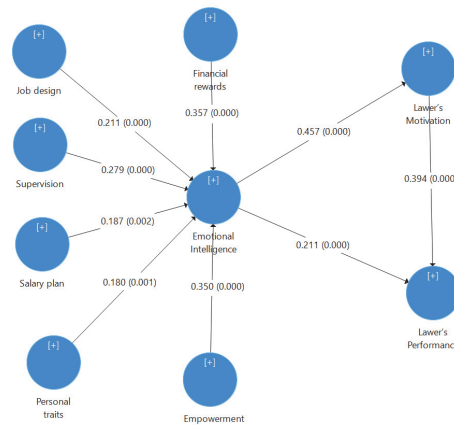 [+]
Job design
[+]
Financial
rewards
[+]
Lawer's
Motivation
0.211 (0.000)
0.357 (0.000)
0.457 (0.000)
[+]
Supervision
0.279 (0.000)
[+]
Emotional
Intelligence
0.394 (0.000
0.187 (0.002)
[+]
Salary plan
0.211 (0.000)
0.180 (0.001)
0.350 (0.000)
[+]
Lawer's
Performanc
[+]
Personal
traits
[+]
Empowerment